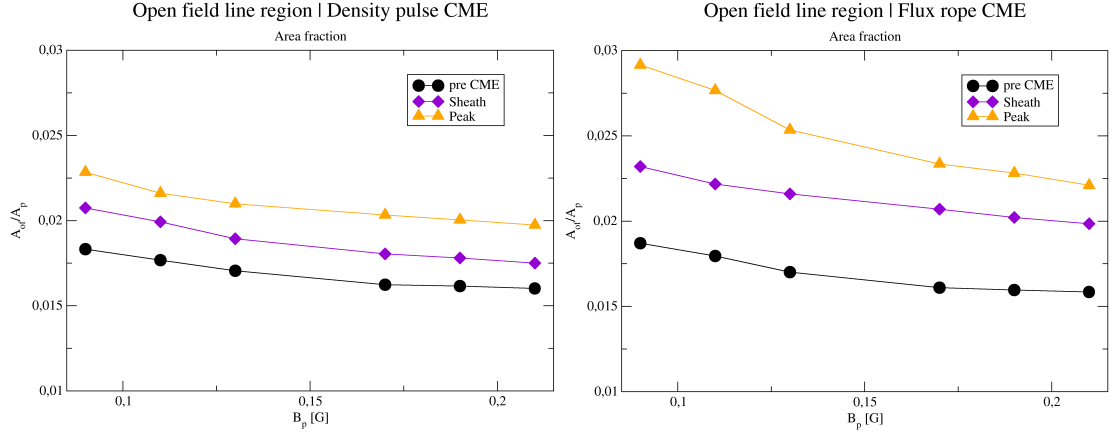 Open field line region | Density pulse CME
Area fraction
0,03
0,025
0,02
0,015
0,01
A_of/A_p
pre CME
Sheath
Peak
0,1
0,15
0,2
B_p [G]
Open field line region | Flux rope CME
Area fraction
0,03
0,025
0,02
0,015
0,01
A_of/A_p
pre CME
Sheath
Peak
0,1
0,15
0,2
B_p [G]